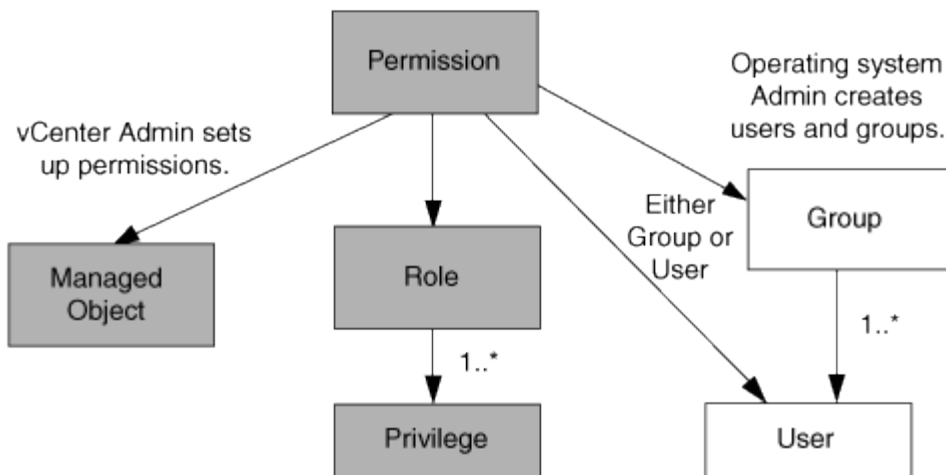 Permission
Operating system
Admin creates
users and groups.
vCenter Admin sets
up permissions.
Group
Either
Group or
User
Managed
Object
Role
1..*
1..*
Privilege
User